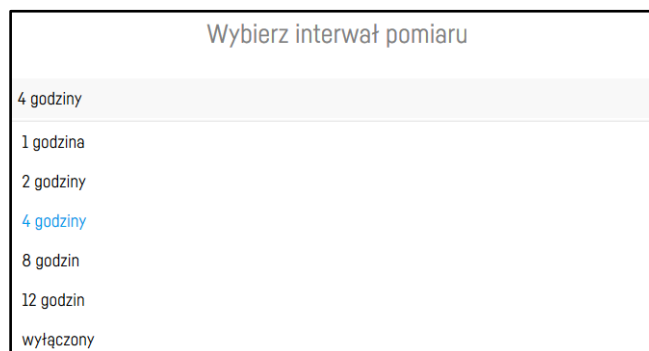 Wybierz interwał pomiaru
4 godziny
1 godzina
2 godziny
4 godziny
8 godzin
12 godzin
wyłączony